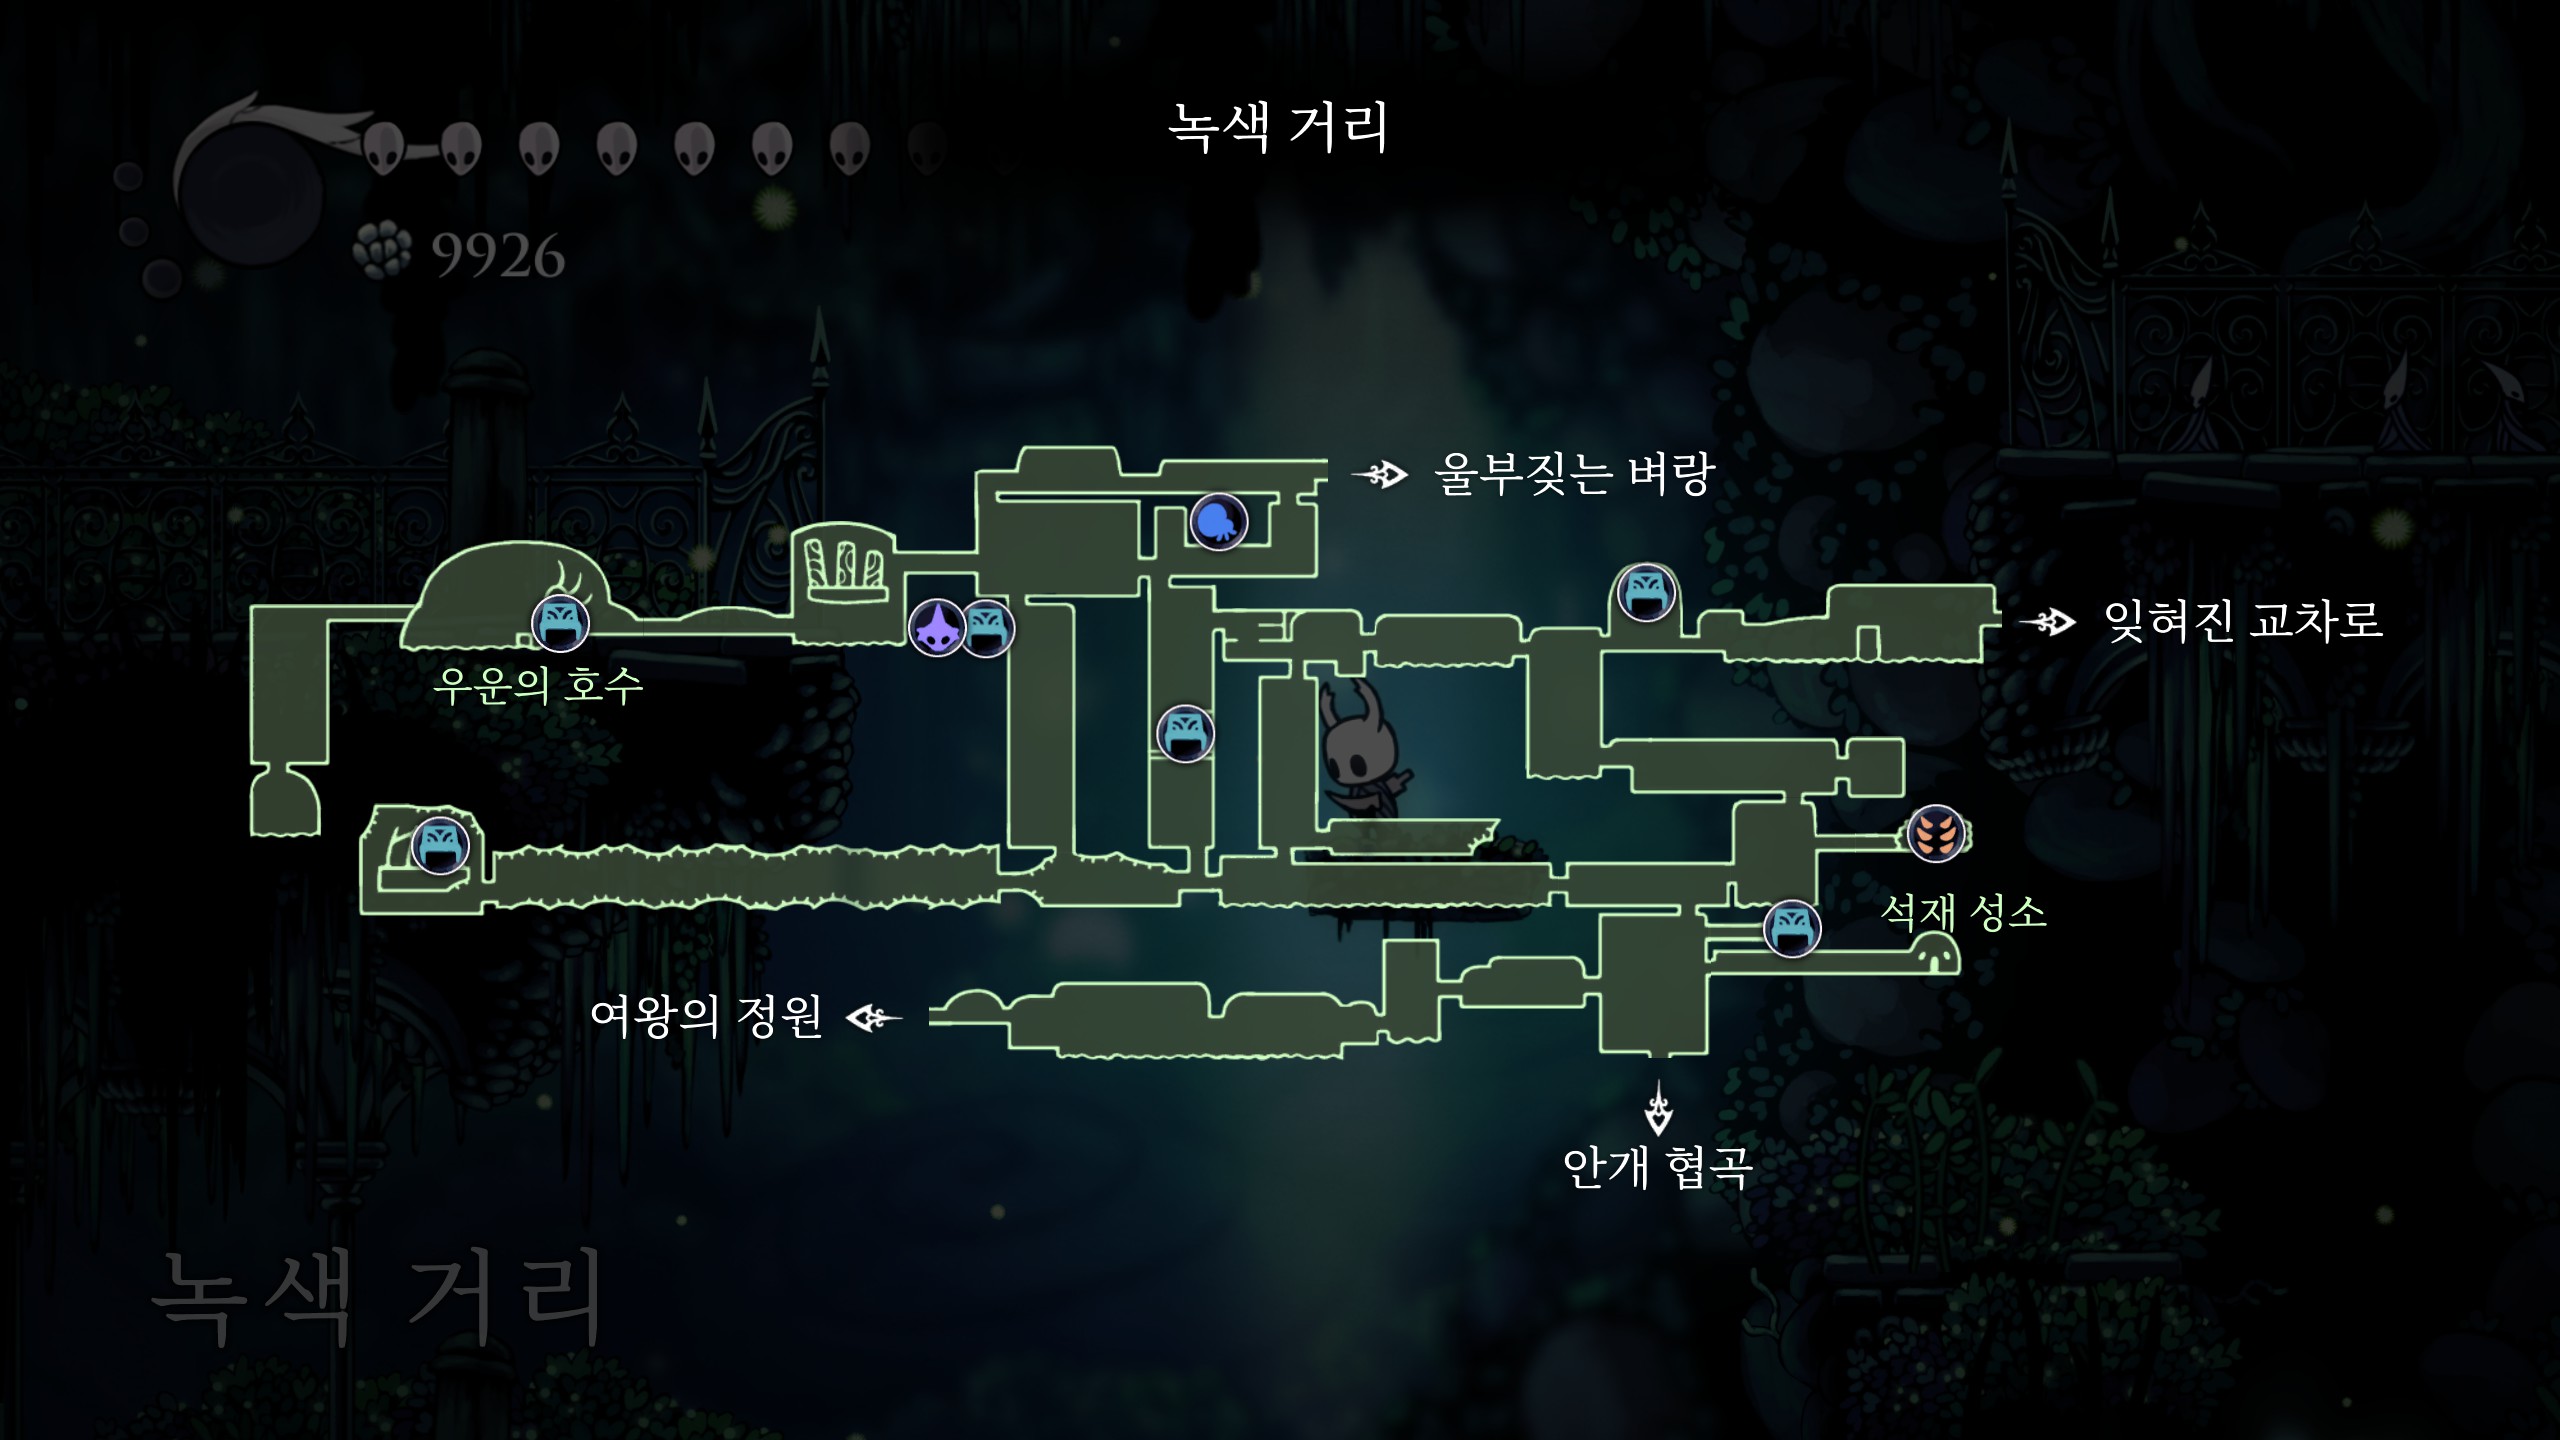 녹색 거리
9926
울부짖는 벼랑
잊혀진 교차로
우운의 호수
석재 성소
여왕의 정원
안개 협곡
녹색 거리